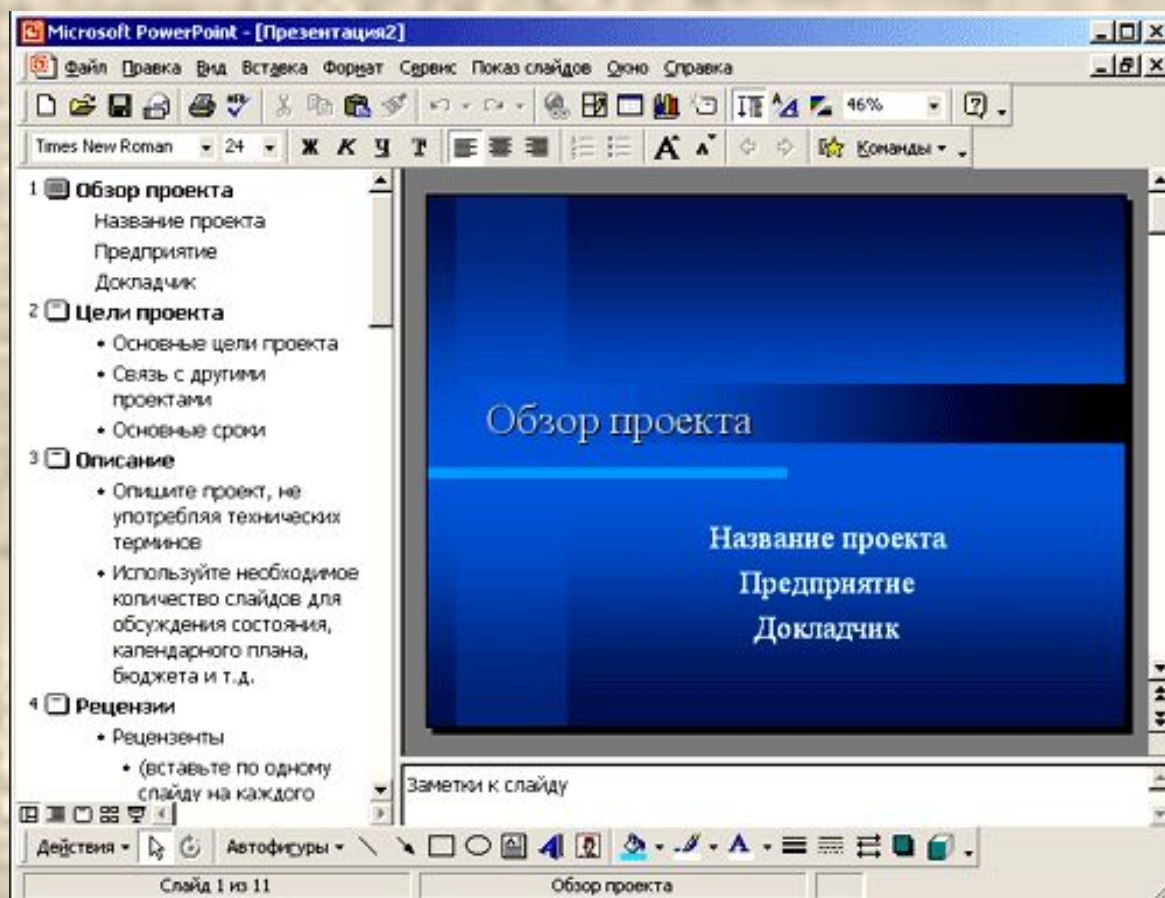 Microsoft PowerPoint - [Презентация2]
Файл Правка Вид Вставка Формат Сервис Показ слайдов Окно Справка
46%
Times New Roman 24 Ж К Ч Т Команды
1 Обзор проекта
Название проекта
Предприятие
Докладчик
2 Цели проекта
• Основные цели проекта
• Связь с другими
проектами
• Основные сроки
3 Описание
• Опишите проект, не
употребляя технических
терминов
• Используйте необходимое
количество слайдов для
обсуждения состояния,
календарного плана,
бюджета и т.д.
4 Рецензии
• Рецензенты
• (вставьте по одному
слайду на каждого
Обзор проекта
Название проекта
Предприятие
Докладчик
Заметки к слайду
Действия Автофигуры
Слайд 1 из 11 Обзор проекта